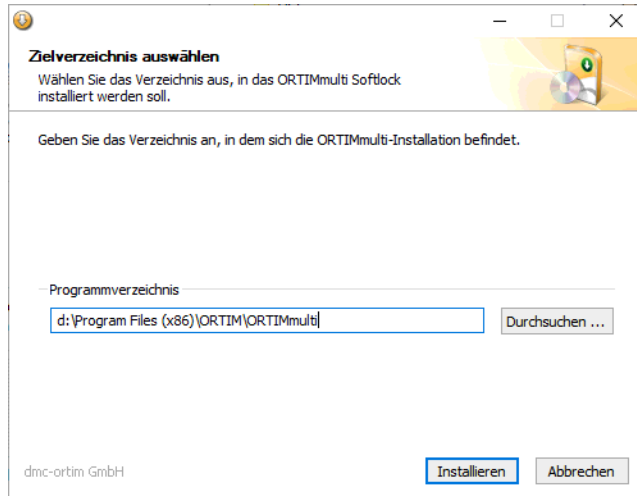 Zielverzeichnis auswählen
Wählen Sie das Verzeichnis aus, in das ORTIMmulti Softlock
installiert werden soll.
Geben Sie das Verzeichnis an, in dem sich die ORTIMmulti-Installation befindet.
Programmverzeichnis
d:\Program Files (x86)\ORTIM\ORTIMmulti
Durchsuchen ...
dmc-ortim GmbH
Installieren
Abbrechen